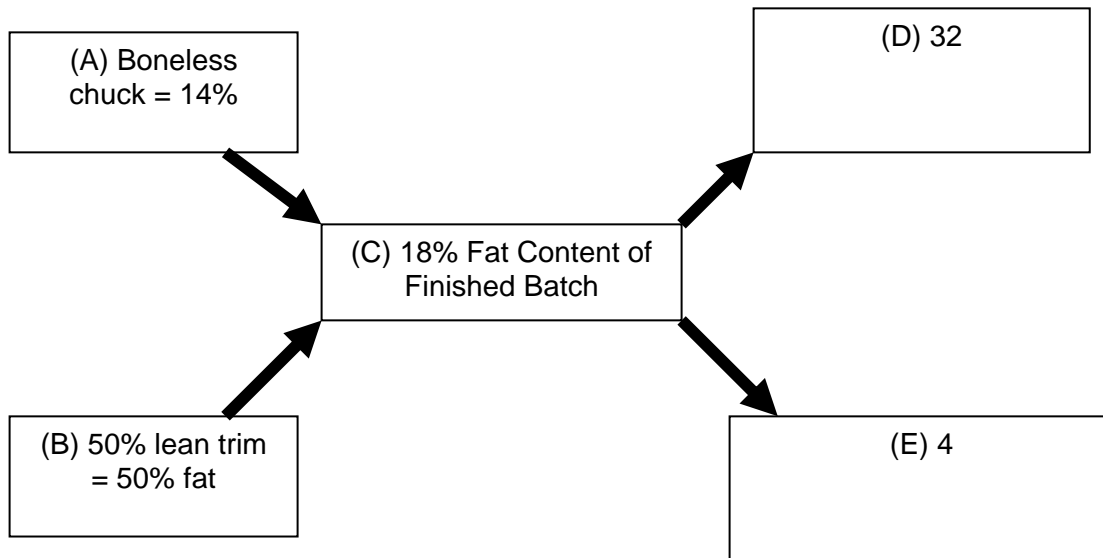 (A) Boneless
chuck = 14%
(D) 32
(C) 18% Fat Content of
Finished Batch
(B) 50% lean trim
= 50% fat
(E) 4